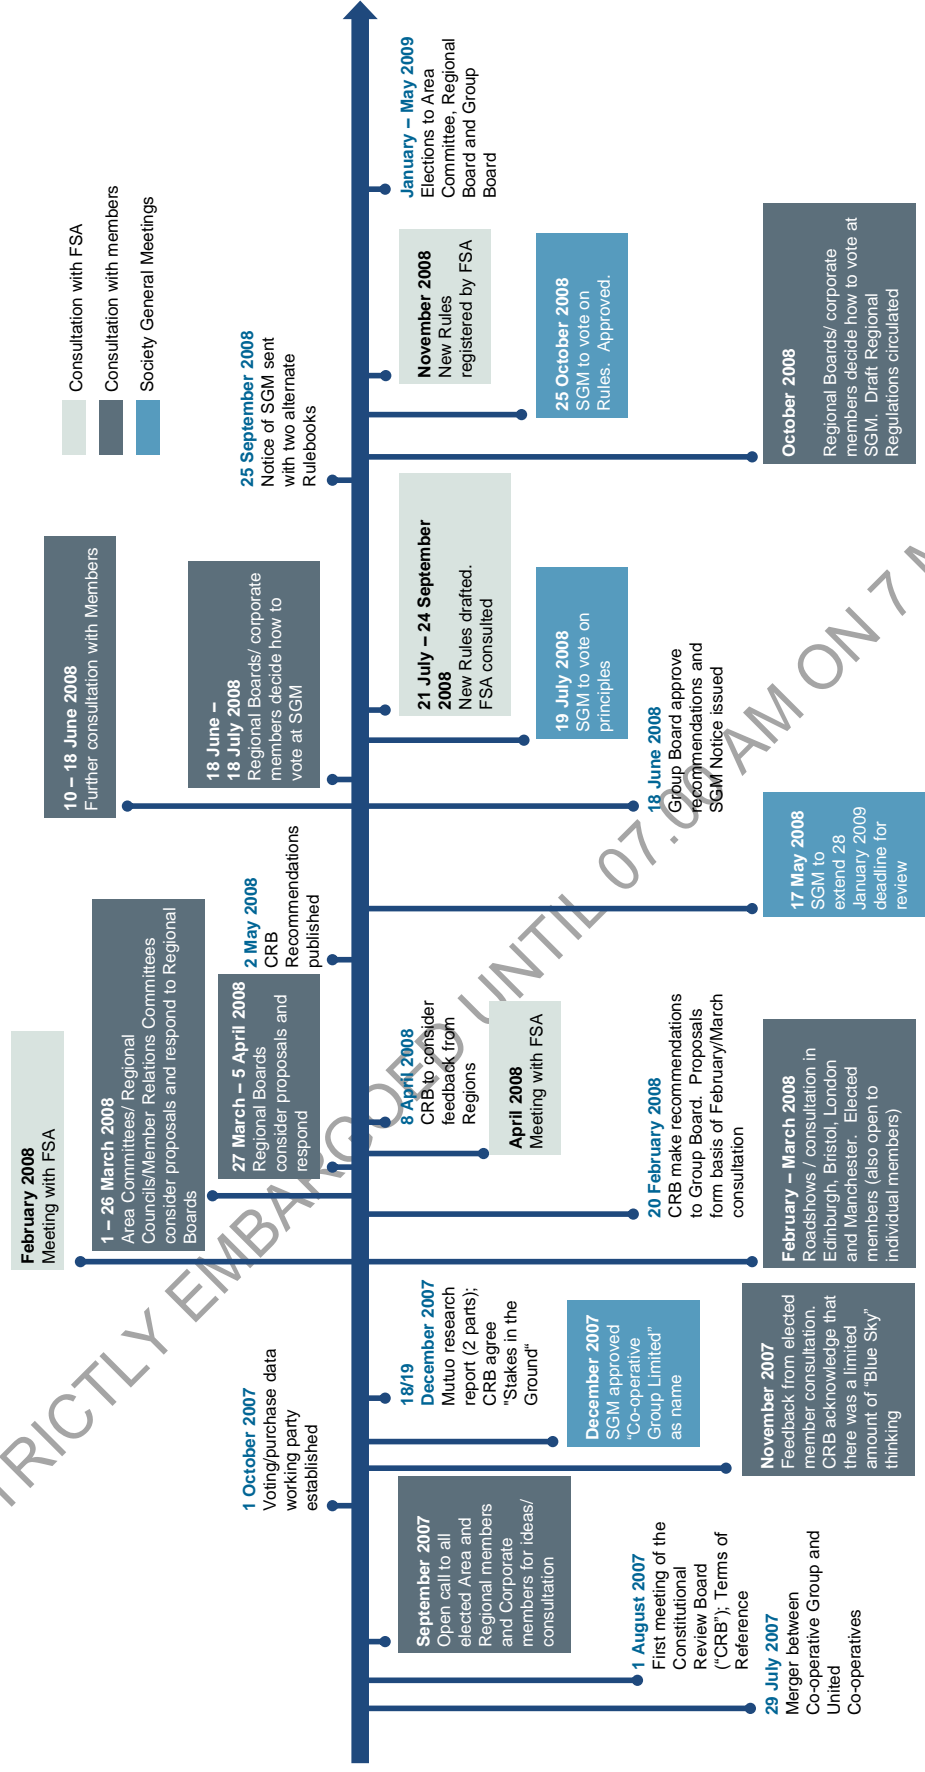 Consultation with FSA
Consultation with members
Society General Meetings
29 July 2007
Merger between
Co-operative Group and
United
Co-operatives
1 August 2007
First meeting of the
Constitutional
Review Board
(“CRB”); Terms of
Reference
September 2007
Open call to all
elected Area and
Regional members
and Corporate
members for ideas/
consultation
1 October 2007
Voting/purchase data
working party
established
November 2007
Feedback from elected
member consultation.
CRB acknowledge that
there was a limited
amount of “Blue Sky”
thinking
December 2007
SGM approved
“Co-operative
Group Limited”
as name
18/19
December 2007
Mutuo research
report (2 parts);
CRB agree
"Stakes in the
Ground“
February 2008
Meeting with FSA
February – March 2008
Roadshows / consultation in
Edinburgh, Bristol, London
and Manchester. Elected
members (also open to
individual members)
20 February 2008
CRB make recommendations
to Group Board. Proposals
form basis of February/March
consultation
1 – 26 March 2008
Area Committees/ Regional
Councils/Member Relations Committees
consider proposals and respond to Regional
Boards
27 March – 5 April 2008
Regional Boards
consider proposals and
respond
April 2008
Meeting with FSA
8 April 2008
CRB to consider
feedback from
Regions
2 May 2008
CRB
Recommendations
published
17 May 2008
SGM to
extend 28
January 2009
deadline for
review
10 – 18 June 2008
Further consultation with Members
18 June 2008
Group Board approve
recommendations and
SGM Notice issued
18 June –
18 July 2008
Regional Boards/ corporate
members decide how to
vote at SGM
19 July 2008
SGM to vote on
principles
21 July – 24 September
2008
New Rules drafted.
FSA consulted
25 September 2008
Notice of SGM sent
with two alternate
Rulebooks
October 2008
Regional Boards/ corporate
members decide how to vote at
SGM. Draft Regional
Regulations circulated
25 October 2008
SGM to vote on
Rules. Approved.
November 2008
New Rules
registered by FSA
January – May 2009
Elections to Area
Committee, Regional
Board and Group
Board
EMBARGOED UNTIL 07.00 AM ON 7